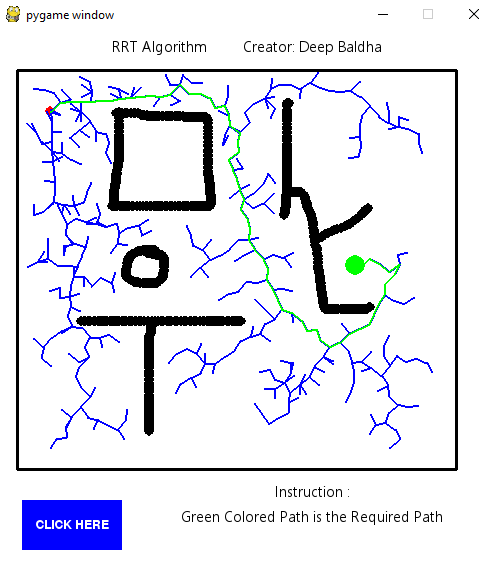 pygame window
RRT Algorithm Creator: Deep Baldha
Instruction :
Green Colored Path is the Required Path
CLICK HERE